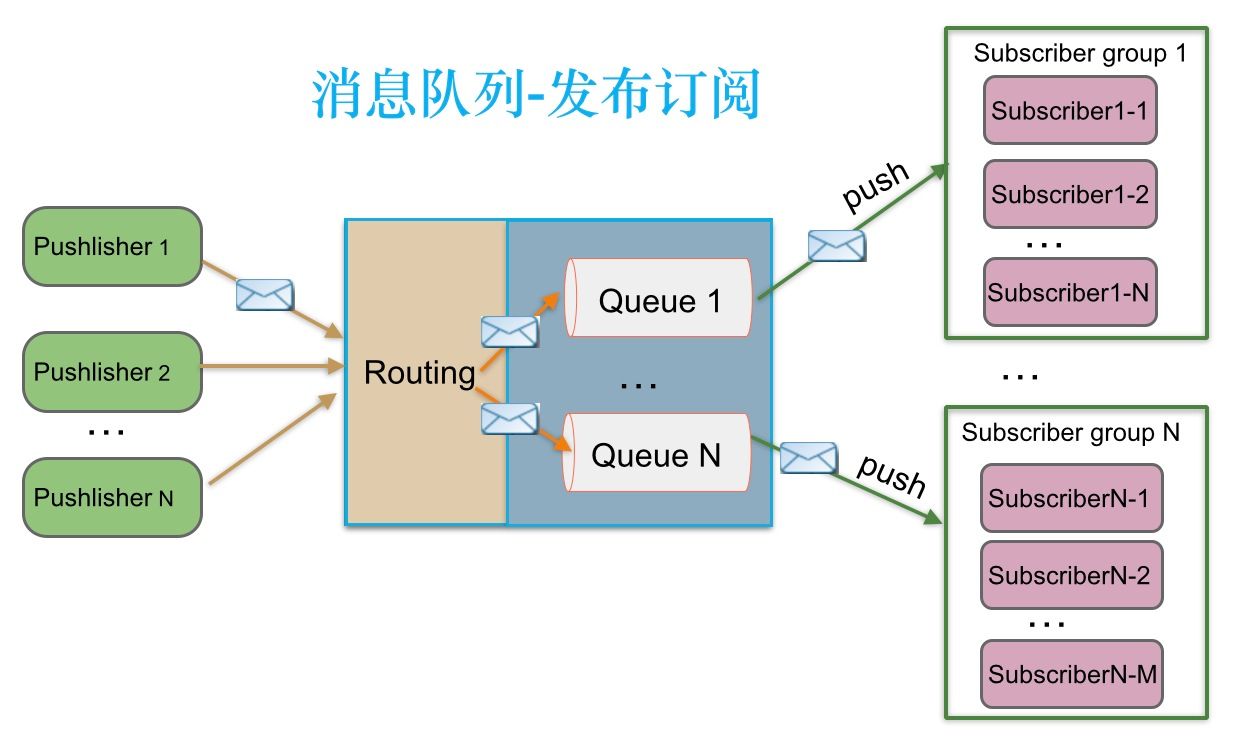 消息队列-发布订阅
Pushlisher 1
Pushlisher 2
...
Pushlisher N
Routing
Queue 1
...
Queue N
push
push
Subscriber group 1
Subscriber1-1
Subscriber1-2
...
Subscriber1-N
...
Subscriber group N
SubscriberN-1
SubscriberN-2
...
SubscriberN-M